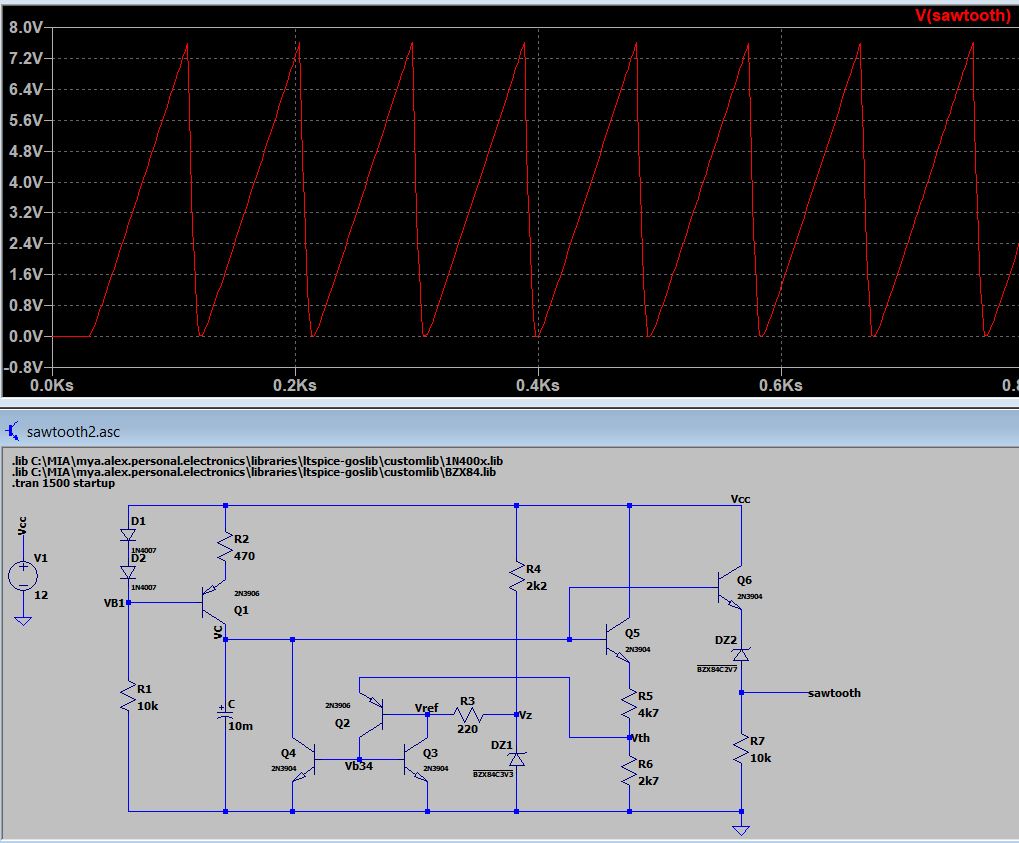 V(sawtooth)
8.0V
7.2V
6.4V
5.6V
4.8V
4.0V
3.2V
2.4V
1.6V
0.8V
0.0V
-0.8V
0.0Ks 0.2Ks 0.4Ks 0.6Ks 0.8
sawtooth2.asc
.lib C:\MIA\mya.alex.personal.electronics\libraries\ltspice-goslib\customlib\1N400x.lib
.lib C:\MIA\mya.alex.personal.electronics\libraries\ltspice-goslib\customlib\BZX84.lib
.tran 1500 startup
Vcc
V1
12
D1
1N4007
D2
1N4007
VB1
R1
10k
R2
470
2N3906
Q1
VC
C
10m
Q4
2N3904
2N3906
Q2
Vb34
Vref
Q3
2N3904
R3
220
R4
2k2
Vz
DZ1
BZX84C3V3
Q5
2N3904
R5
4k7
Vth
R6
2k7
Vcc
Q6
2N3904
DZ2
BZX84C2V7
sawtooth
R7
10k